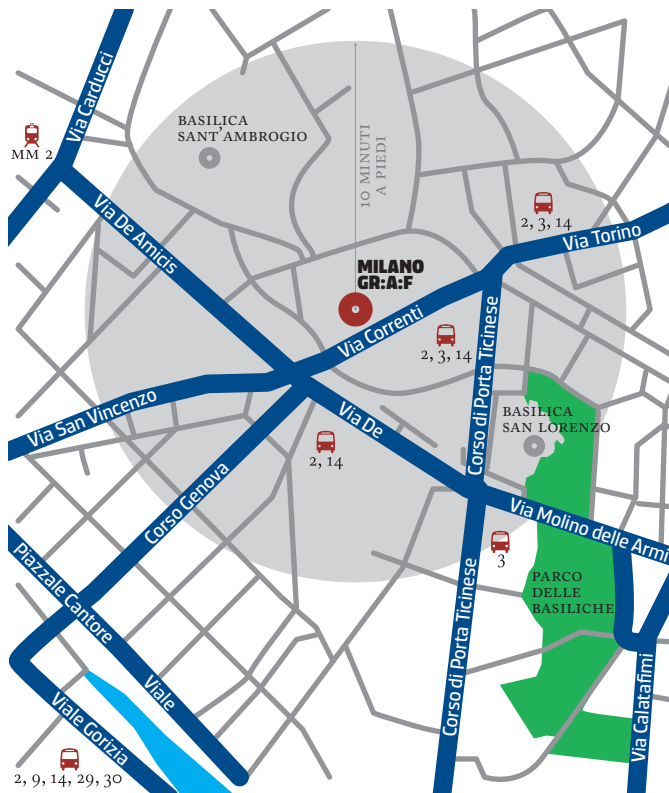 Via Carducci
MM 2
BASILICA
SANT'AMBROGIO
10 MINUTI
A PIEDI
2, 3, 14
Via Torino
Via De Amicis
MILANO
GR:A:F
Via Correnti
2, 3, 14
Corso di Porta Ticinese
Via San Vincenzo
Via De
BASILICA
SAN LORENZO
2, 14
Corso Genova
Via Molino delle Armi
3
Piazzale Cantore
PARCO
DELLE
BASILICHE
Corso di Porta Ticinese
Viale
Via Calatafimi
Viale Gorizia
2, 9, 14, 29, 30